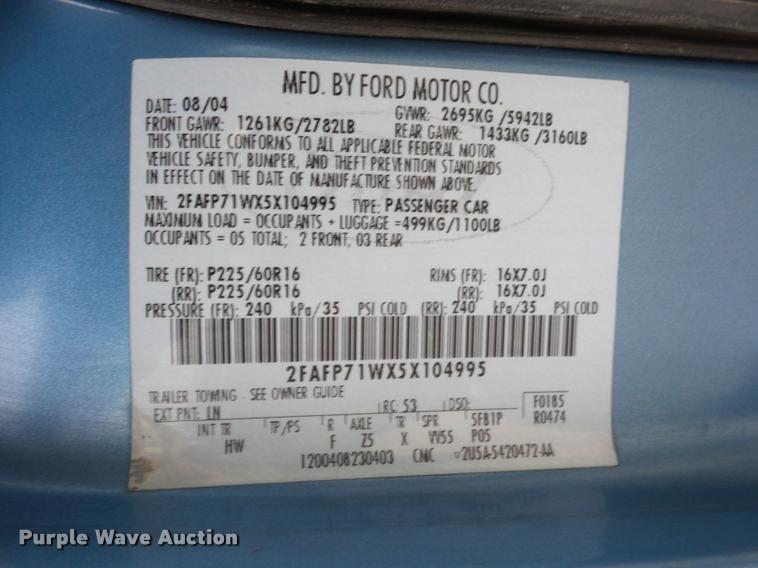 MFD. BY FORD MOTOR CO.
DATE: 08/04 GVWR: 2695KG /5942LB
FRONT GAWR: 1261KG/2782LB REAR GAWR: 1433KG /3160LB
THIS VEHICLE CONFORMS TO ALL APPLICABLE FEDERAL MOTOR
VEHICLE SAFETY, BUMPER, AND THEFT PREVENTION STANDARDS
IN EFFECT ON THE DATE OF MANUFACTURE SHOWN ABOVE.
VIN: 2FAFP71WX5X104995 TYPE: PASSENGER CAR
MAXIMUM LOAD = OCCUPANTS + LUGGAGE =499KG/1100LB
OCCUPANTS = 05 TOTAL; 2 FRONT, 03 REAR
TIRE (FR): P225/60R16 RIMS (FR): 16X7.0J
(RR): P225/60R16 (RR): 16X7.0J
PRESSURE (FR): 240 kPa/35 PSI COLD (RR): 240 kPa/35 PSI COLD
2FAFP71WX5X104995
TRAILER TOWING - SEE OWNER GUIDE
EXT PNT: LN RC: 53 DSO: F0185
INT TR TP/PS R AXLE TR SPR 5FB1P R0474
HW F Z5 X VV55 P05
1200408230403 CNC 2U5A-5420472-AA
Purple Wave Auction